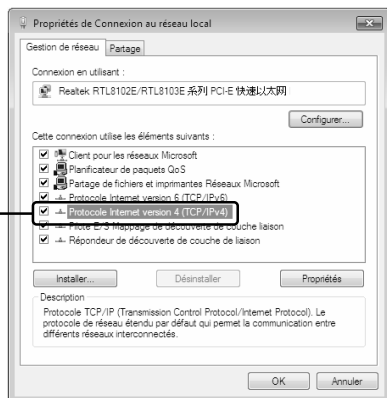 Propriétés de Connexion au réseau local
Gestion de réseau Partage
Connexion en utilisant :
Realtek RTL8102E/RTL8103E 系列 PCI-E 快速以太网
Configurer...
Cette connexion utilise les éléments suivants :
Client pour les réseaux Microsoft
Planificateur de paquets QoS
Partage de fichiers et imprimantes Réseaux Microsoft
Protocole Internet version 6 (TCP/IPv6)
Protocole Internet version 4 (TCP/IPv4)
Pilote E/S Mappage de découverte de couche liaison
Répondeur de découverte de couche de liaison
Installer... Désinstaller Propriétés
Description
Protocole TCP/IP (Transmission Control Protocol/Internet Protocol). Le
protocole de réseau étendu par défaut qui permet la communication entre
différents réseaux interconnectés.
OK Annuler